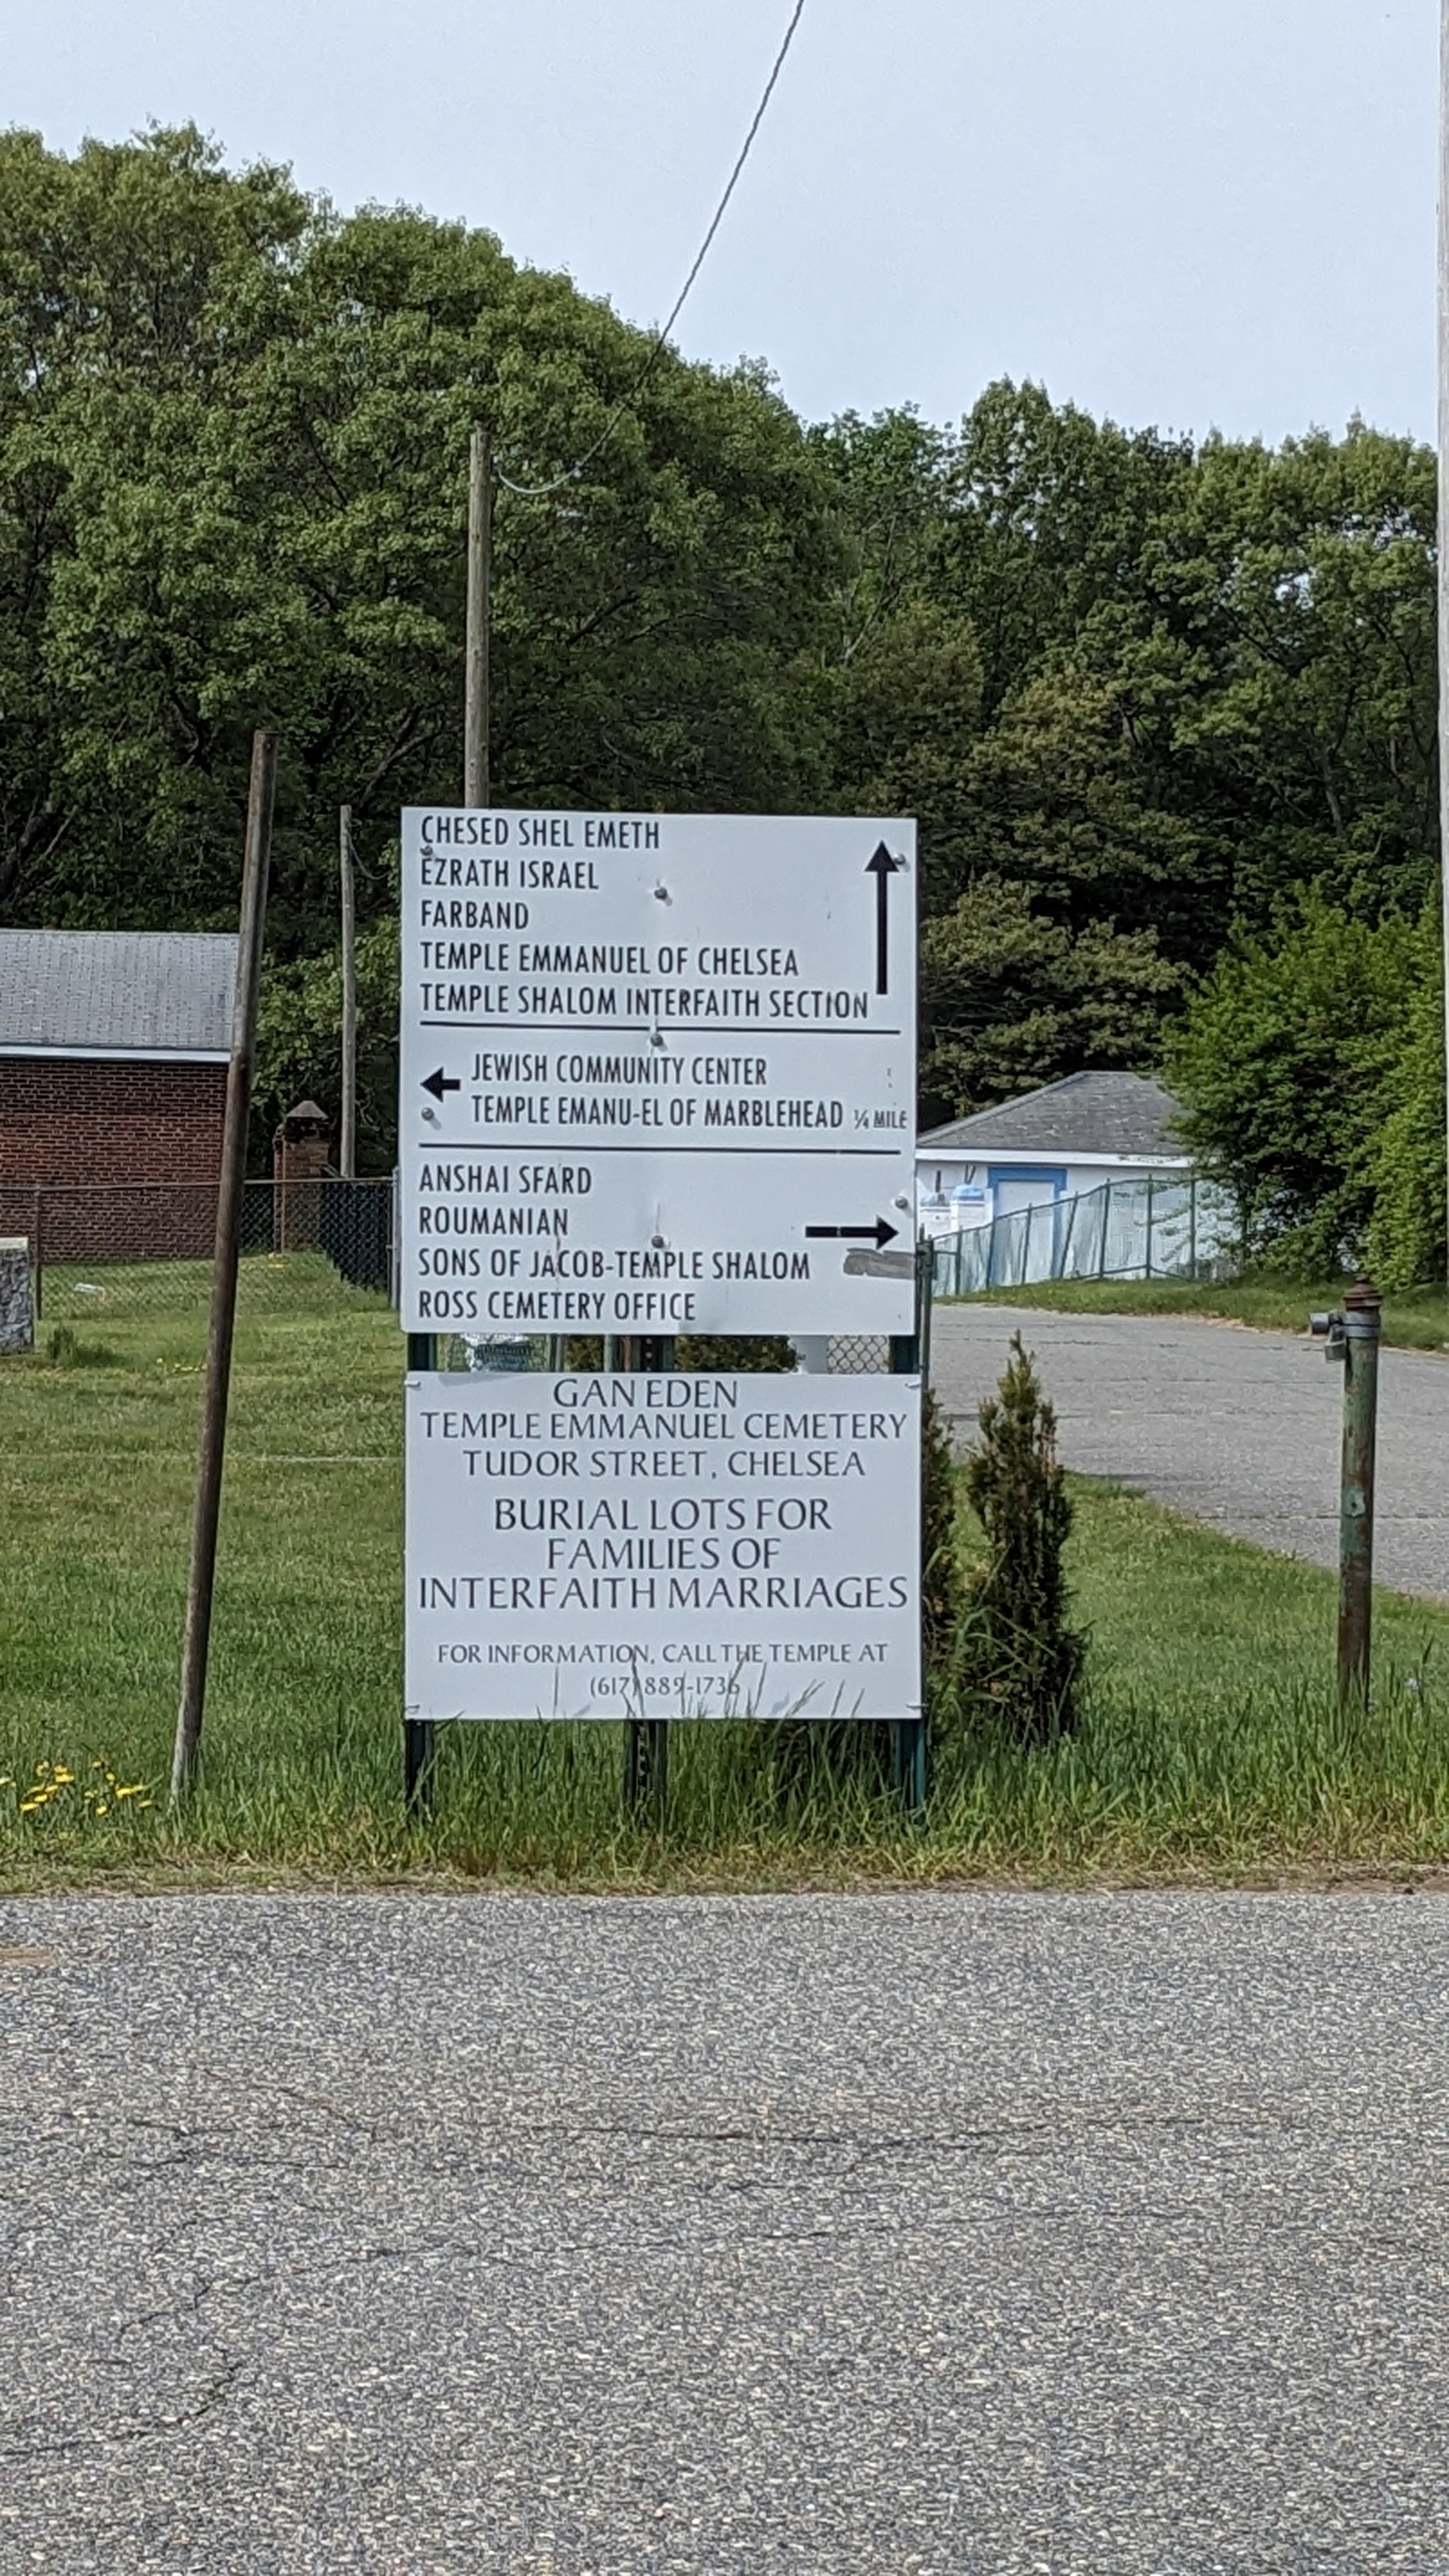 CHESED SHEL EMETH
EZRATH ISRAEL
FARBAND
TEMPLE EMMANUEL OF CHELSEA
TEMPLE SHALOM INTERFAITH SECTION
JEWISH COMMUNITY CENTER
TEMPLE EMANU-EL OF MARBLEHEAD ¼ MILE
ANSHAI SFARD
ROUMANIAN
SONS OF JACOB-TEMPLE SHALOM
ROSS CEMETERY OFFICE
GAN EDEN
TEMPLE EMMANUEL CEMETERY
TUDOR STREET, CHELSEA
BURIAL LOTS FOR
FAMILIES OF
INTERFAITH MARRIAGES
FOR INFORMATION, CALL THE TEMPLE AT
(617) 889-1736